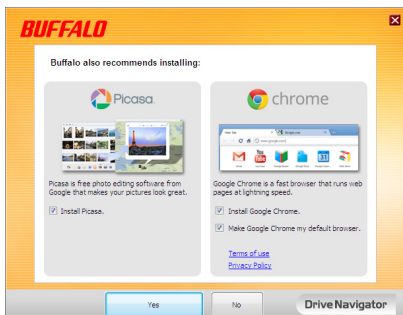 BUFFALO
Buffalo also recommends installing:
Picasa
Picasa is free photo editing software from
Google that makes your pictures look great.
Install Picasa.
chrome
Google Chrome is a fast browser that runs web
pages at lightning speed.
Install Google Chrome.
Make Google Chrome my default browser.
Terms of use
Privacy Policy
Yes
No
DriveNavigator